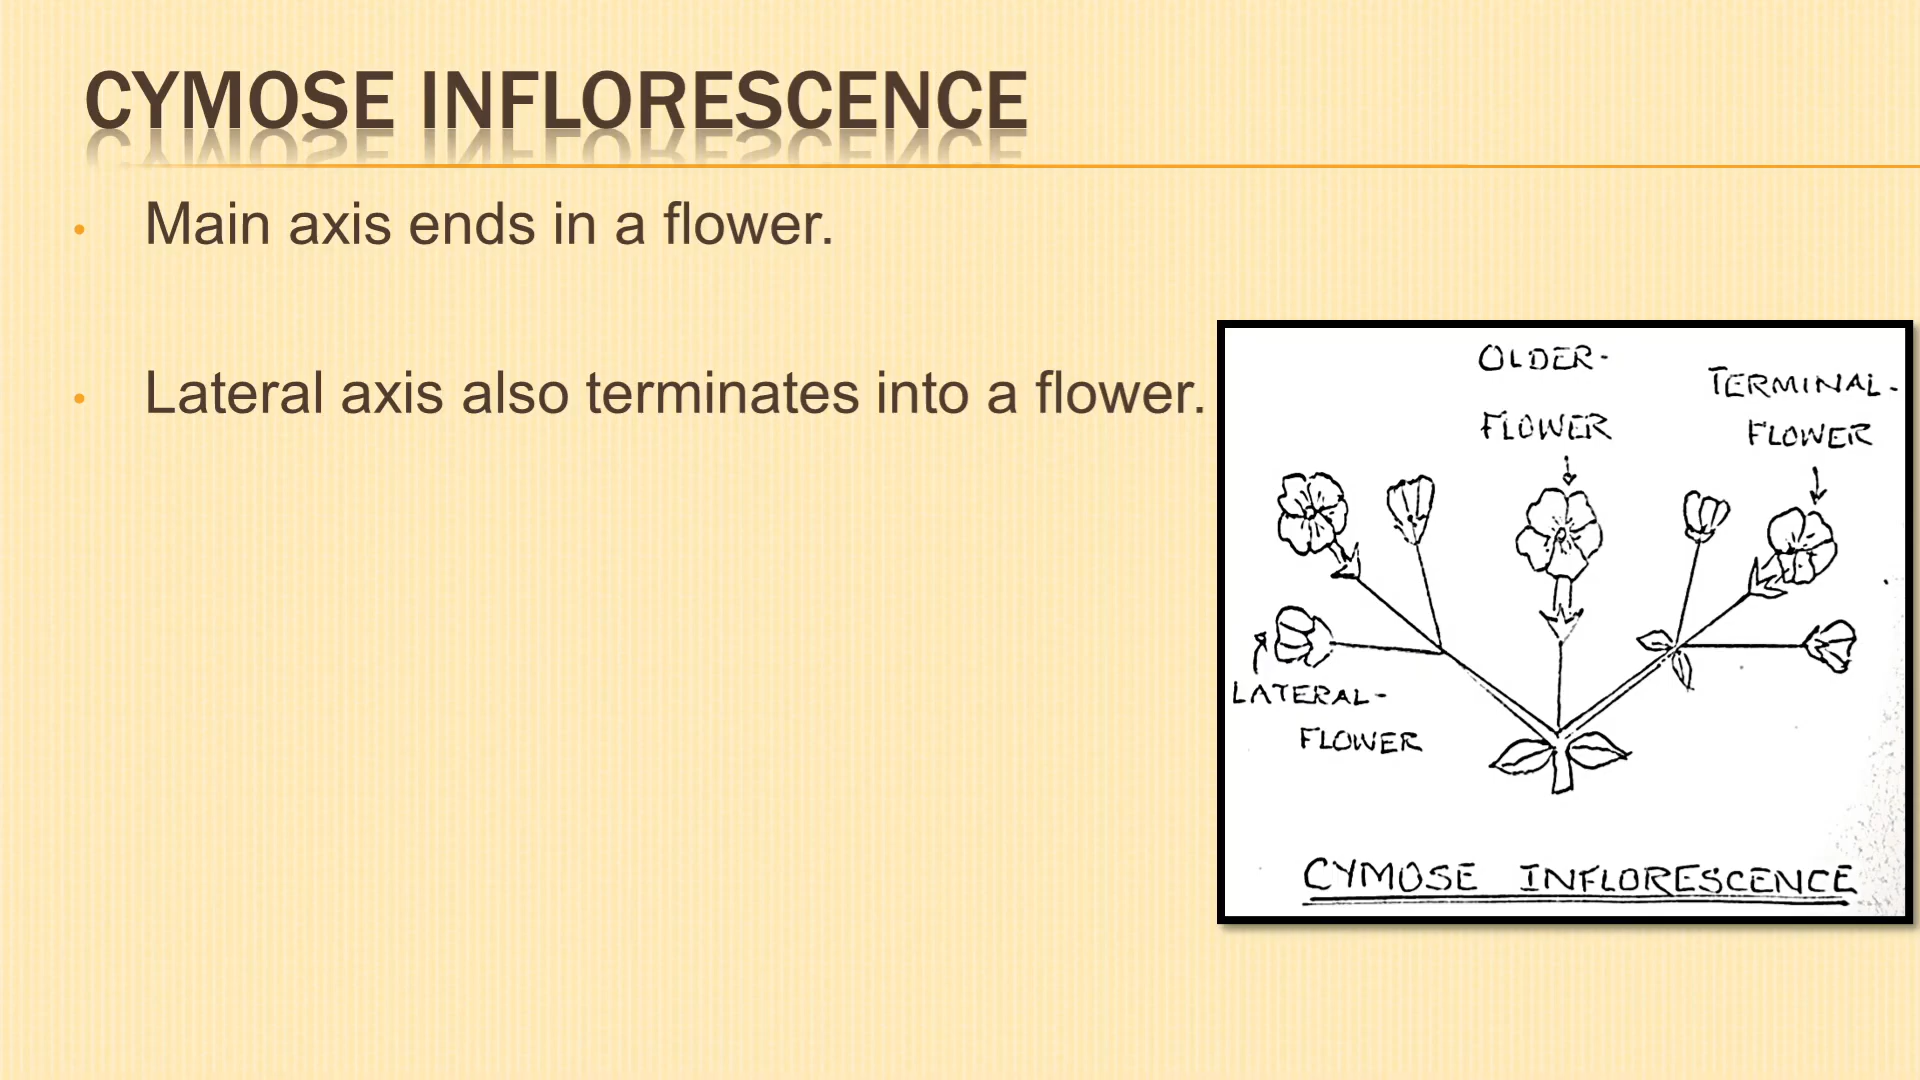 CYMOSE INFLORESCENCE
• Main axis ends in a flower.
• Lateral axis also terminates into a flower.
OLDER-
FLOWER
TERMINAL-
FLOWER
LATERAL-
FLOWER
CYMOSE INFLORESCENCE